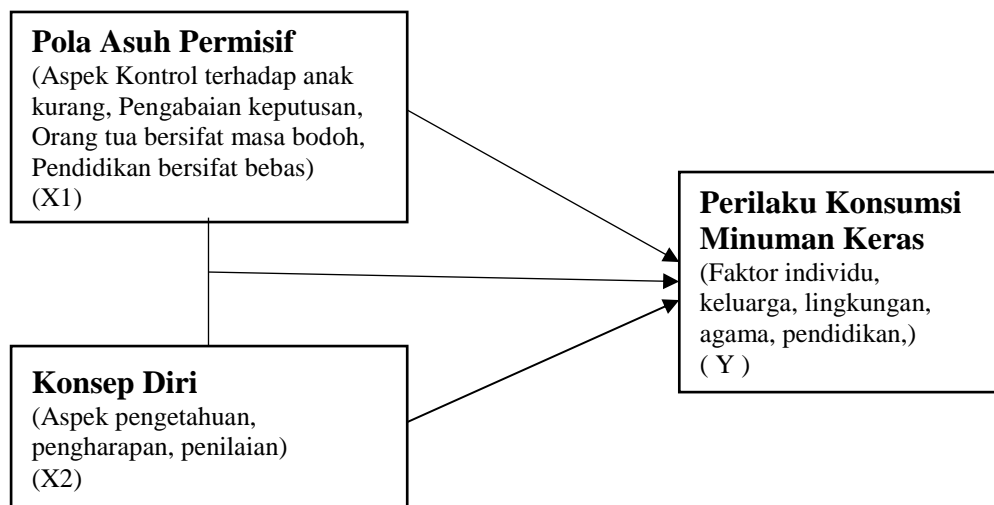 Pola Asuh Permisif
(Aspek Kontrol terhadap anak
kurang, Pengabaian keputusan,
Orang tua bersifat masa bodoh,
Pendidikan bersifat bebas)
(X1)
Perilaku Konsumsi
Minuman Keras
(Faktor individu,
keluarga, lingkungan,
agama, pendidikan,)
( Y )
Konsep Diri
(Aspek pengetahuan,
pengharapan, penilaian)
(X2)